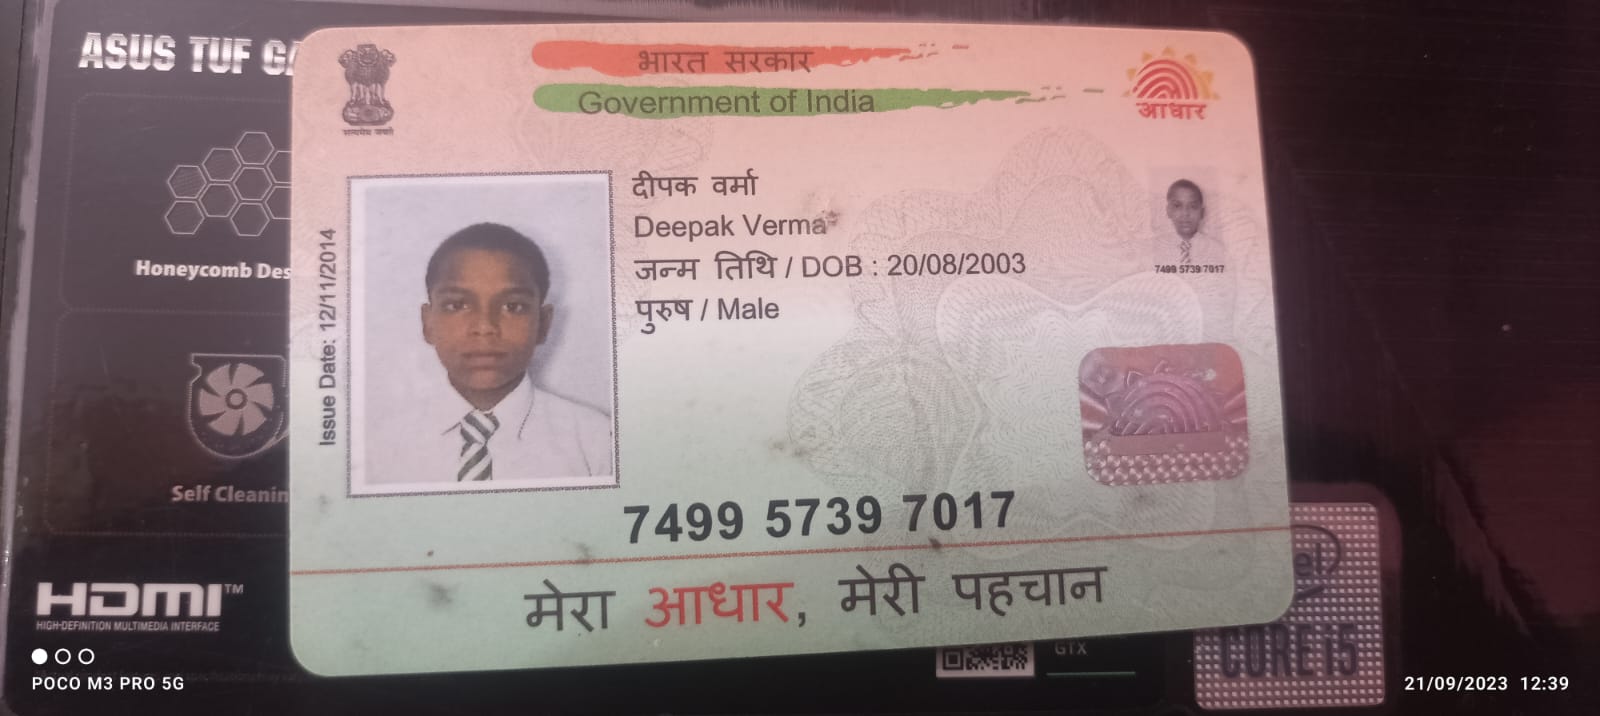 ASUS TUF GA
भारत सरकार
Government of India
सत्यमेव जयते
आधार
Issue Date: 12/11/2014
दीपक वर्मा
Deepak Verma
जन्म तिथि / DOB : 20/08/2003
पुरुष / Male
7499 5739 7017
Honeycomb Des
Self Cleanin
7499 5739 7017
मेरा आधार, मेरी पहचान
HDMI™
HIGH-DEFINITION MULTIMEDIA INTERFACE
GTX
intel
CORE i5
POCO M3 PRO 5G
21/09/2023 12:39